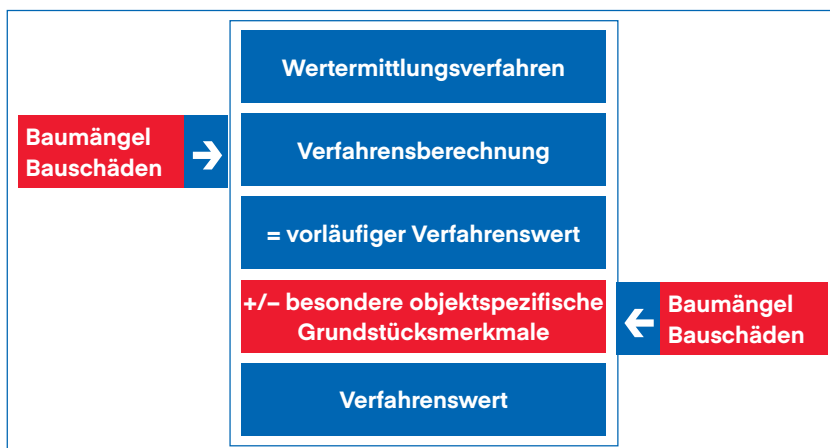 Wertermittlungsverfahren
Baumängel
Bauschäden
Verfahrensberechnung
= vorläufiger Verfahrenswert
+/– besondere objektspezifische
Grundstücksmerkmale
Baumängel
Bauschäden
Verfahrenswert